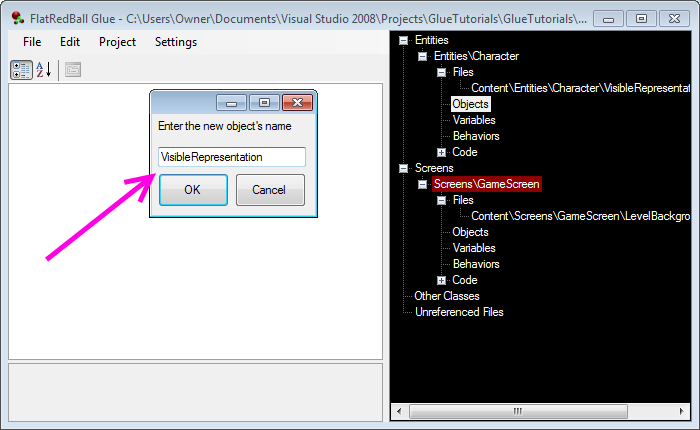 FlatRedBall Glue - C:\Users\Owner\Documents\Visual Studio 2008\Projects\GlueTutorials\GlueTutorials\...
File Edit Project Settings
Enter the new object's name
VisibleRepresentation
OK Cancel
Entities
Entities\Character
Files
Content\Entities\Character\VisibleRepresentat
Objects
Variables
Behaviors
Code
Screens
Screens\GameScreen
Files
Content\Screens\GameScreen\LevelBackgro
Objects
Variables
Behaviors
Code
Other Classes
Unreferenced Files